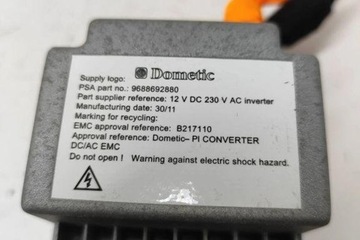 Supply logo: Dometic
PSA part no.: 9688692880
Part supplier reference: 12 V DC 230 V AC inverter
Manufacturing date: 30/11
Marking for recycling:
EMC approval reference: B217110
Approval reference: Dometic– PI CONVERTER
DC/AC EMC
Do not open ! Warning against electric shock hazard.